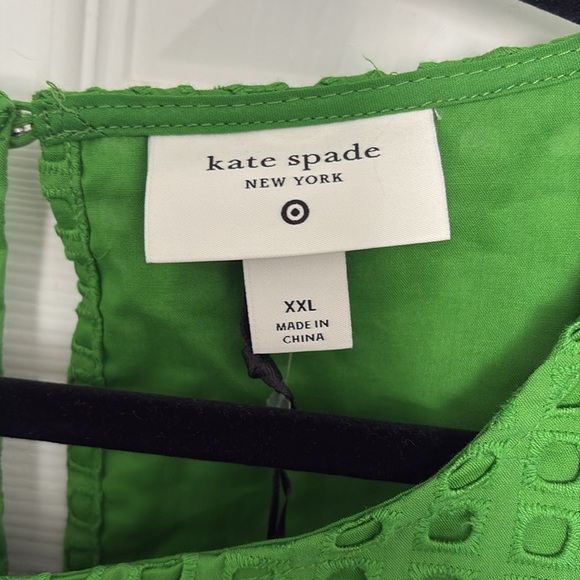 kate spade
NEW YORK
XXL
MADE IN
CHINA